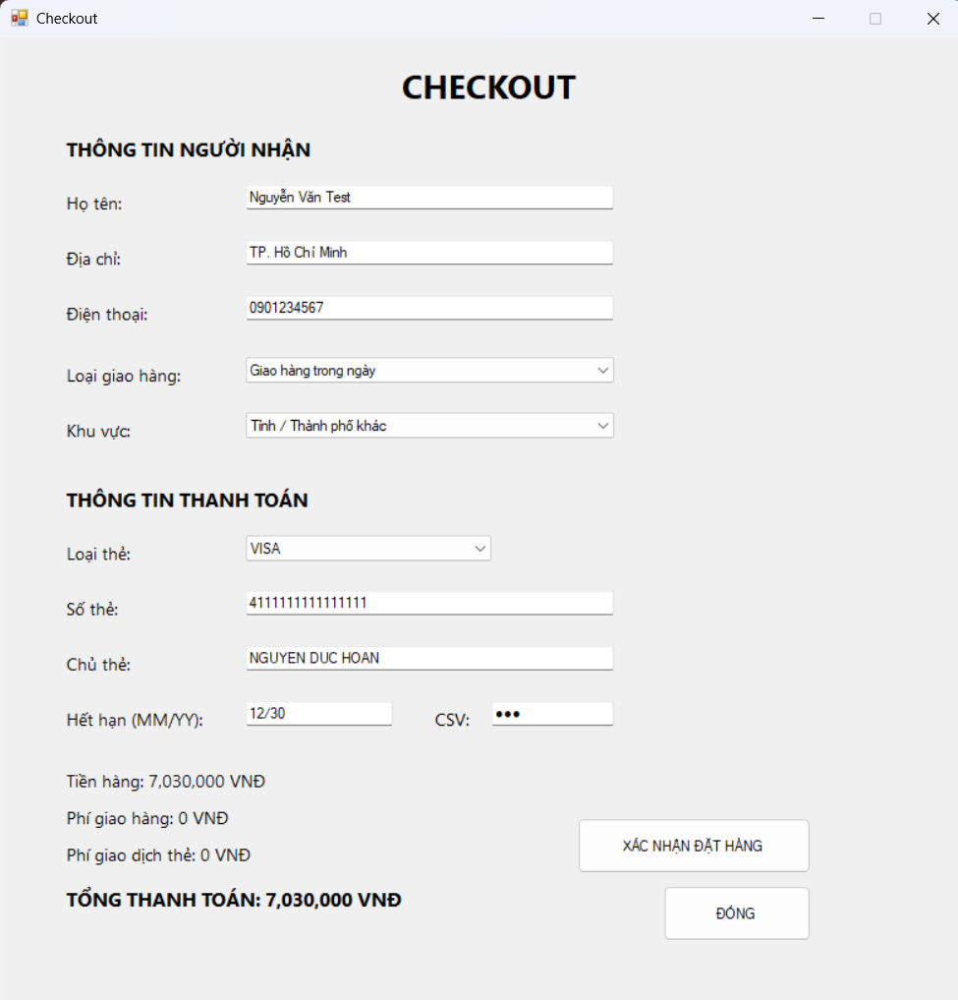 Checkout
CHECKOUT
THÔNG TIN NGƯỜI NHẬN
Họ tên: Nguyễn Văn Test
Địa chỉ: TP. Hồ Chí Minh
Điện thoại: 0901234567
Loại giao hàng: Giao hàng trong ngày
Khu vực: Tỉnh / Thành phố khác
THÔNG TIN THANH TOÁN
Loại thẻ: VISA
Số thẻ: 4111111111111111
Chủ thẻ: NGUYEN DUC HOAN
Hết hạn (MM/YY): 12/30 CSV: •••
Tiền hàng: 7,030,000 VNĐ
Phí giao hàng: 0 VNĐ
Phí giao dịch thẻ: 0 VNĐ
XÁC NHẬN ĐẶT HÀNG
TỔNG THANH TOÁN: 7,030,000 VNĐ
ĐÓNG